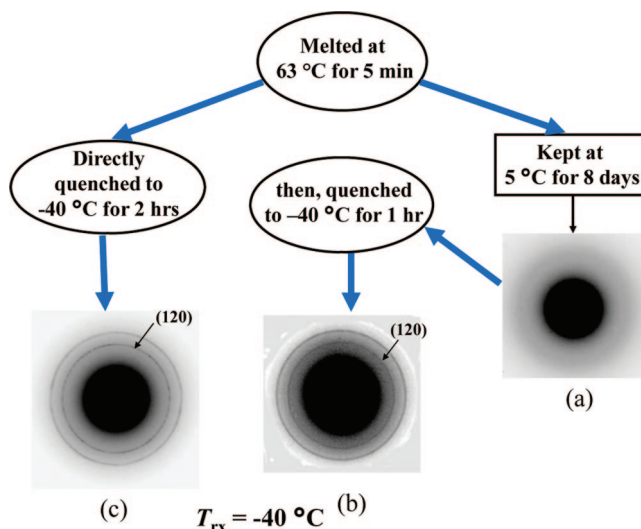 Melted at
63 °C for 5 min
Directly
quenched to
-40 °C for 2 hrs
then, quenched
to –40 °C for 1 hr
Kept at
5 °C for 8 days
(120)
(120)
(a)
(c)
(b)
T_rx = -40 °C